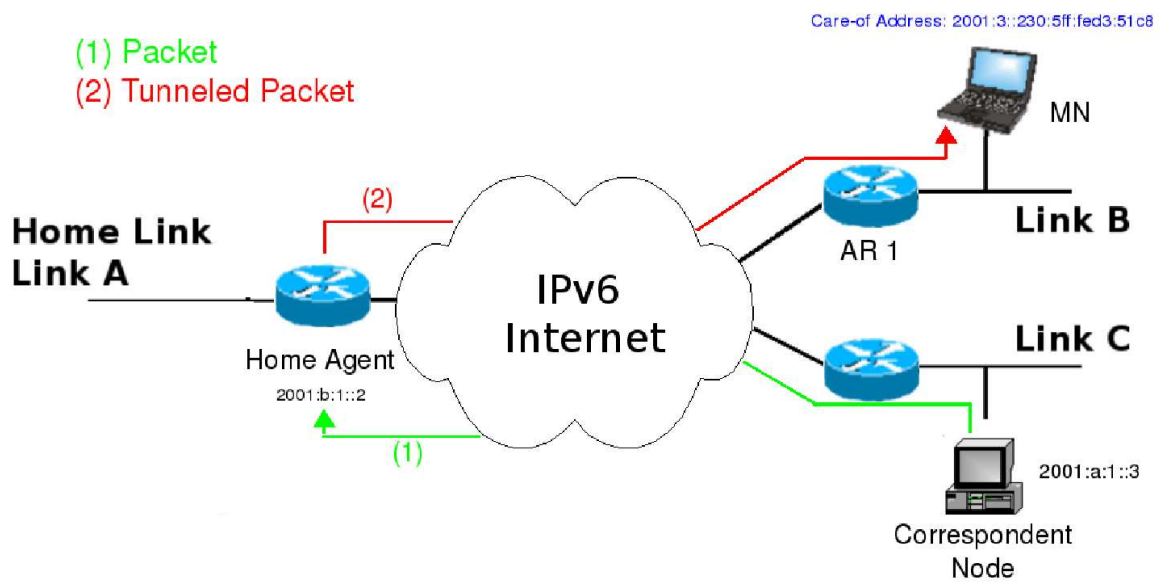 Care-of Address: 2001:3::230:5ff:fed3:51c8
(1) Packet
(2) Tunneled Packet
MN
(2)
Home Link
Link A
Link B
AR 1
IPv6
Internet
Link C
Home Agent
2001:b:1::2
(1)
2001:a:1::3
Correspondent
Node